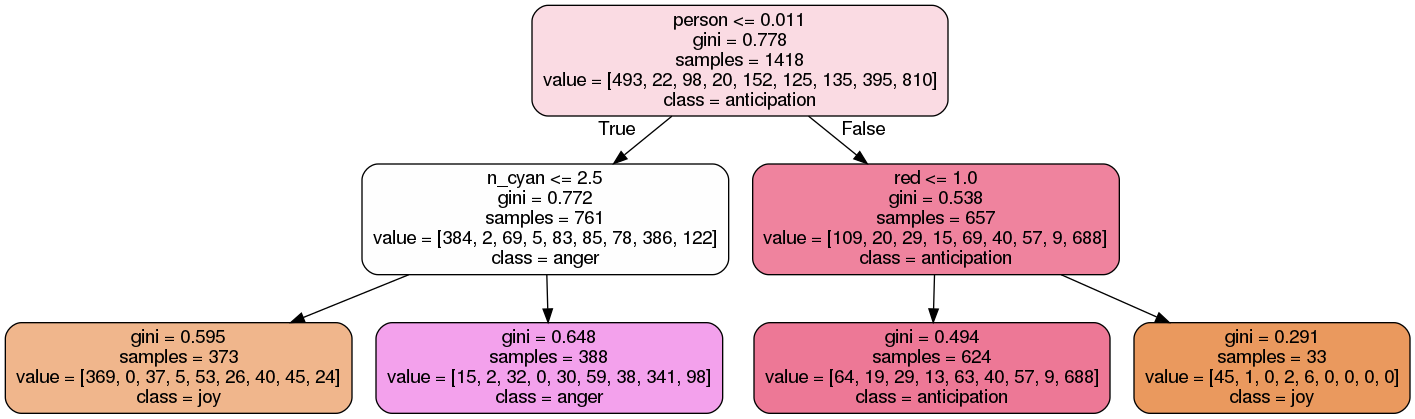 person <= 0.011
gini = 0.778
samples = 1418
value = [493, 22, 98, 20, 152, 125, 135, 395, 810]
class = anticipation
True
False
n_cyan <= 2.5
gini = 0.772
samples = 761
value = [384, 2, 69, 5, 83, 85, 78, 386, 122]
class = anger
red <= 1.0
gini = 0.538
samples = 657
value = [109, 20, 29, 15, 69, 40, 57, 9, 688]
class = anticipation
gini = 0.595
samples = 373
value = [369, 0, 37, 5, 53, 26, 40, 45, 24]
class = joy
gini = 0.648
samples = 388
value = [15, 2, 32, 0, 30, 59, 38, 341, 98]
class = anger
gini = 0.494
samples = 624
value = [64, 19, 29, 13, 63, 40, 57, 9, 688]
class = anticipation
gini = 0.291
samples = 33
value = [45, 1, 0, 2, 6, 0, 0, 0, 0]
class = joy